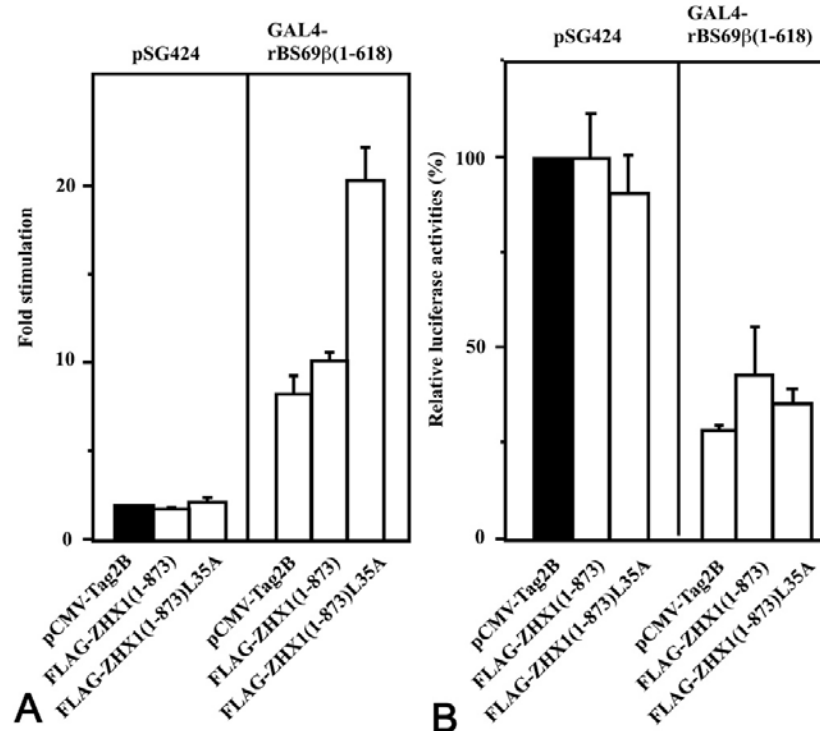 pSG424
GAL4-
rBS69β(1-618)
Fold stimulation
20
10
0
pCMV-Tag2B
FLAG-ZHX1(1-873)
FLAG-ZHX1(1-873)L35A
pCMV-Tag2B
FLAG-ZHX1(1-873)
FLAG-ZHX1(1-873)L35A
A
pSG424
GAL4-
rBS69β(1-618)
Relative luciferase activities (%)
100
50
0
pCMV-Tag2B
FLAG-ZHX1(1-873)
FLAG-ZHX1(1-873)L35A
pCMV-Tag2B
FLAG-ZHX1(1-873)
FLAG-ZHX1(1-873)L35A
B